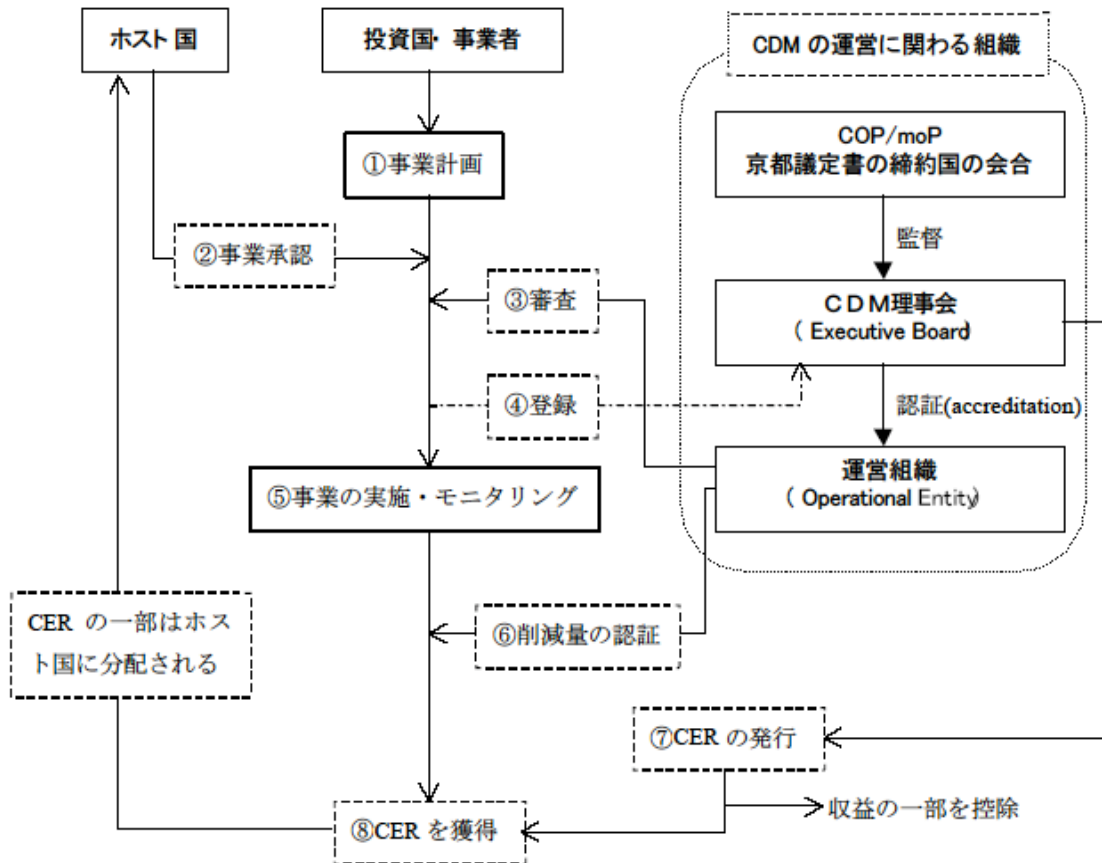 ホスト国
投資国・事業者
CDM の運営に関わる組織
COP/moP
京都議定書の締約国の会合
①事業計画
監督
②事業承認
③審査
ＣＤＭ理事会
( Executive Board)
④登録
認証(accreditation)
運営組織
( Operational Entity)
⑤事業の実施・モニタリング
CER の一部はホス
ト国に分配される
⑥削減量の認証
⑦CER の発行
収益の一部を控除
⑧CER を獲得